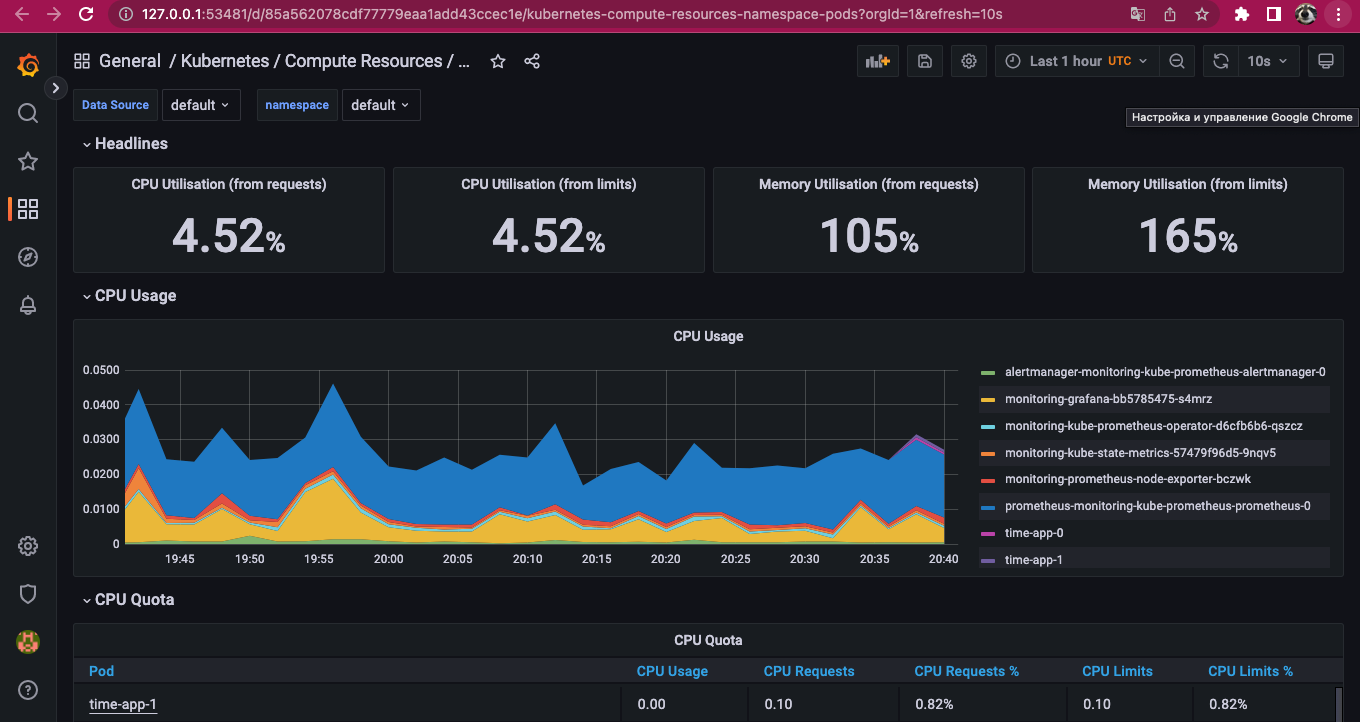 127.0.0.1:53481/d/85a562078cdf77779eaa1add43ccec1e/kubernetes-compute-resources-namespace-pods?orgId=1&refresh=10s
General / Kubernetes / Compute Resources / ...
Last 1 hour UTC
10s
Data Source default namespace default
Настройка и управление Google Chrome
Headlines
CPU Utilisation (from requests)
4.52%
CPU Utilisation (from limits)
4.52%
Memory Utilisation (from requests)
105%
Memory Utilisation (from limits)
165%
CPU Usage
CPU Usage
0.0500
0.0400
0.0300
0.0200
0.0100
0
19:45 19:50 19:55 20:00 20:05 20:10 20:15 20:20 20:25 20:30 20:35 20:40
alertmanager-monitoring-kube-prometheus-alertmanager-0
monitoring-grafana-bb5785475-s4mrz
monitoring-kube-prometheus-operator-d6cfb6b6-qszcz
monitoring-kube-state-metrics-57479f96d5-9nqv5
monitoring-prometheus-node-exporter-bczwk
prometheus-monitoring-kube-prometheus-prometheus-0
time-app-0
time-app-1
CPU Quota
CPU Quota
Pod CPU Usage CPU Requests CPU Requests % CPU Limits CPU Limits %
time-app-1 0.00 0.10 0.82% 0.10 0.82%